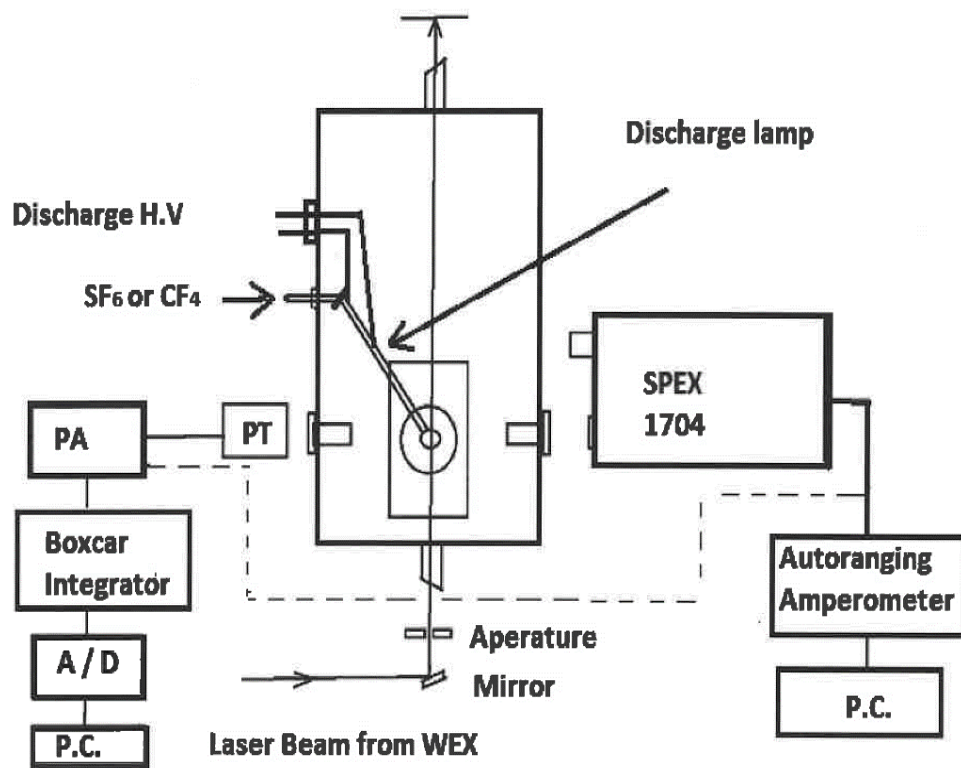 Discharge lamp
Discharge H.V
SF6 or CF4
SPEX
1704
PA
PT
Boxcar
Integrator
Autoranging
Amperometer
A / D
Aperature
Mirror
P.C.
P.C.
Laser Beam from WEX